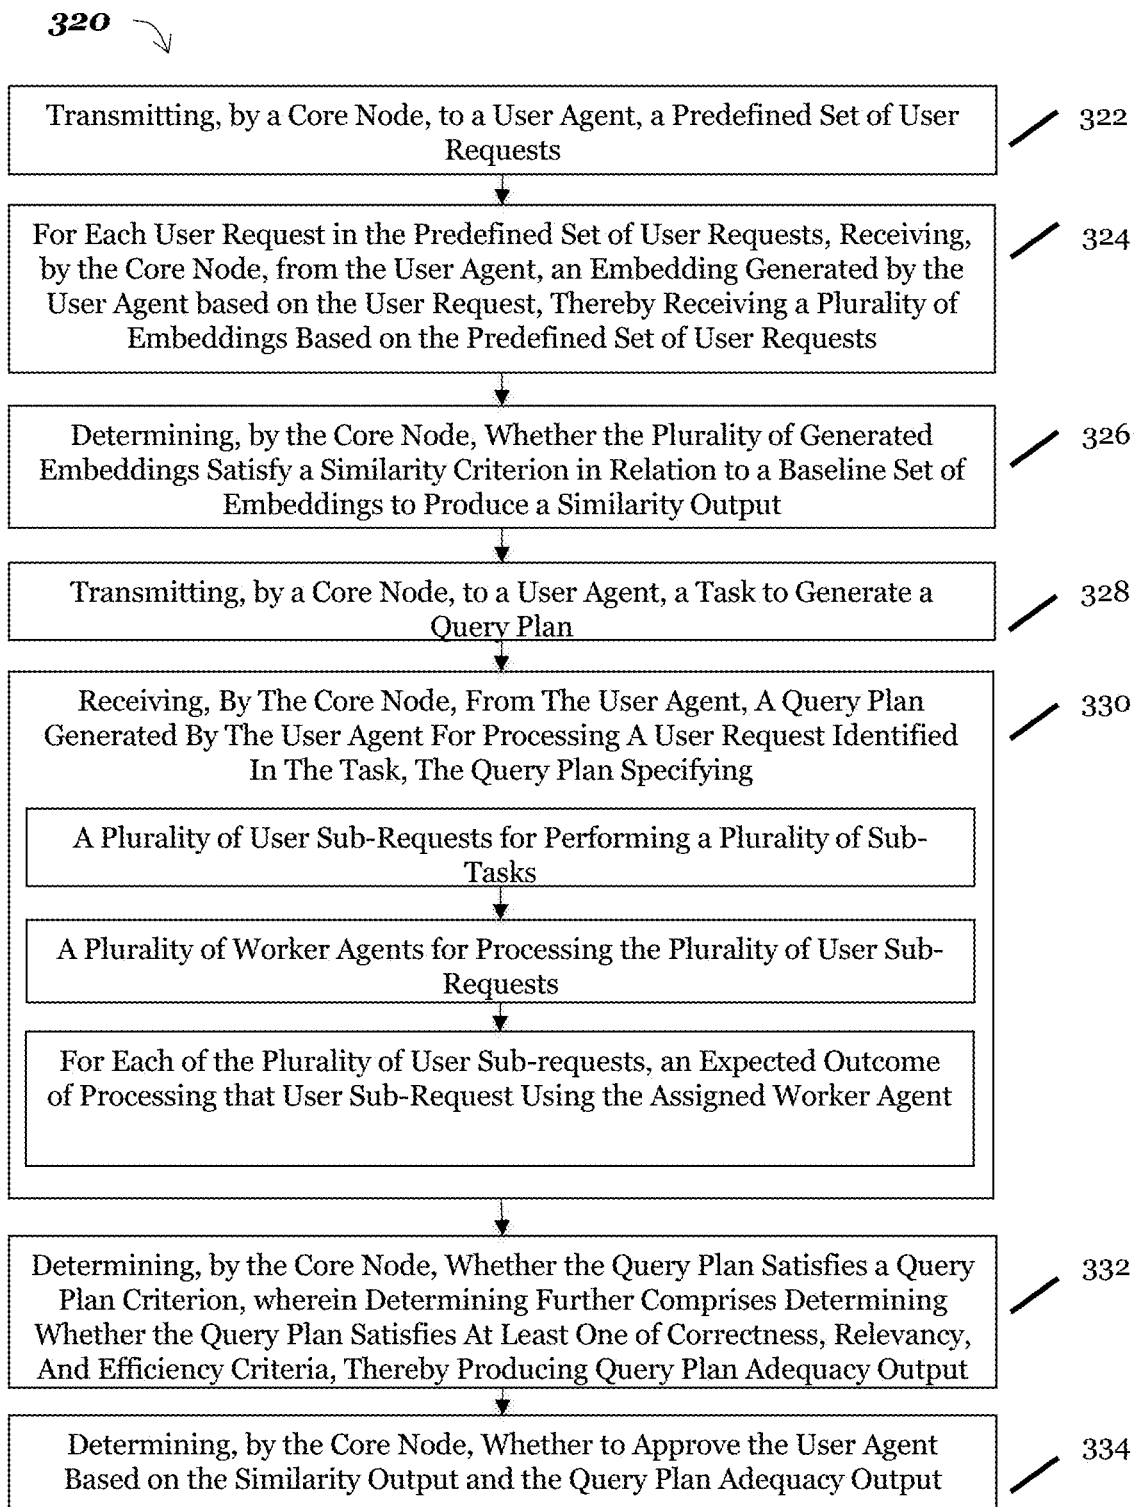 320
Transmitting, by a Core Node, to a User Agent, a Predefined Set of User
Requests
322
For Each User Request in the Predefined Set of User Requests, Receiving,
by the Core Node, from the User Agent, an Embedding Generated by the
User Agent based on the User Request, Thereby Receiving a Plurality of
Embeddings Based on the Predefined Set of User Requests
324
Determining, by the Core Node, Whether the Plurality of Generated
Embeddings Satisfy a Similarity Criterion in Relation to a Baseline Set of
Embeddings to Produce a Similarity Output
326
Transmitting, by a Core Node, to a User Agent, a Task to Generate a
Query Plan
328
Receiving, By The Core Node, From The User Agent, A Query Plan
Generated By The User Agent For Processing A User Request Identified
In The Task, The Query Plan Specifying
330
A Plurality of User Sub-Requests for Performing a Plurality of Sub-
Tasks
A Plurality of Worker Agents for Processing the Plurality of User Sub-
Requests
For Each of the Plurality of User Sub-requests, an Expected Outcome
of Processing that User Sub-Request Using the Assigned Worker Agent
Determining, by the Core Node, Whether the Query Plan Satisfies a Query
Plan Criterion, wherein Determining Further Comprises Determining
Whether the Query Plan Satisfies At Least One of Correctness, Relevancy,
And Efficiency Criteria, Thereby Producing Query Plan Adequacy Output
332
Determining, by the Core Node, Whether to Approve the User Agent
Based on the Similarity Output and the Query Plan Adequacy Output
334